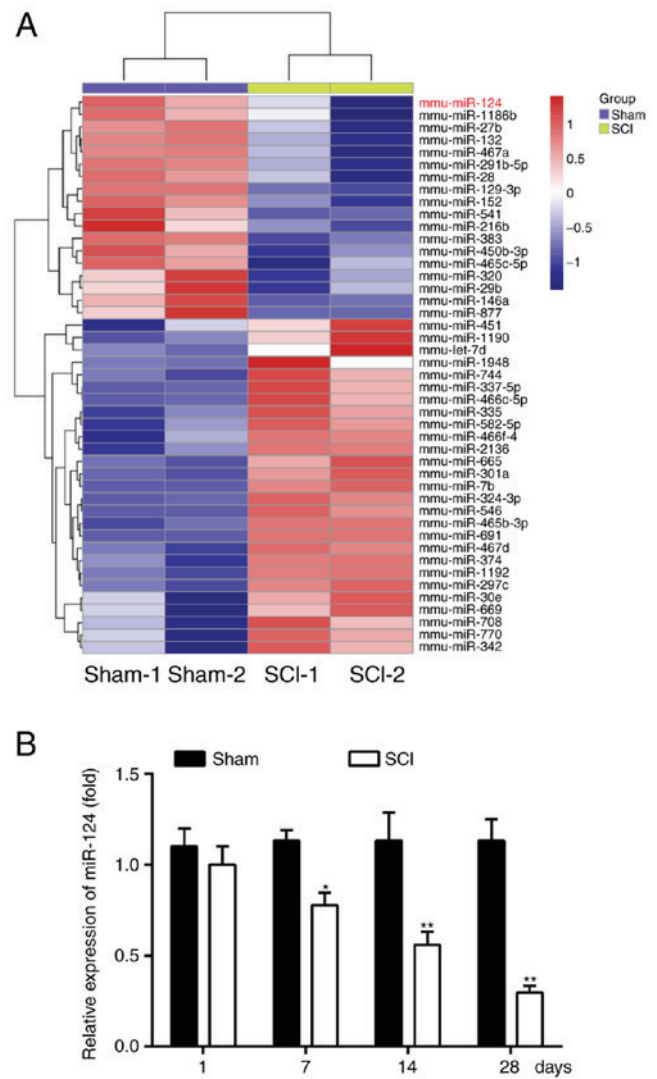 A
mmu-miR-124
mmu-miR-1186b
mmu-miR-27b
mmu-miR-132
mmu-miR-467a
mmu-miR-291b-5p
mmu-miR-28
mmu-miR-129-3p
mmu-miR-152
mmu-miR-541
mmu-miR-216b
mmu-miR-383
mmu-miR-450b-3p
mmu-miR-465c-5p
mmu-miR-320
mmu-miR-29b
mmu-miR-146a
mmu-miR-877
mmu-miR-451
mmu-miR-1190
mmu-let-7d
mmu-miR-1948
mmu-miR-744
mmu-miR-337-5p
mmu-miR-466c-5p
mmu-miR-335
mmu-miR-582-5p
mmu-miR-466f-4
mmu-miR-2136
mmu-miR-665
mmu-miR-301a
mmu-miR-7b
mmu-miR-324-3p
mmu-miR-546
mmu-miR-465b-3p
mmu-miR-691
mmu-miR-467d
mmu-miR-374
mmu-miR-1192
mmu-miR-297c
mmu-miR-30e
mmu-miR-669
mmu-miR-708
mmu-miR-770
mmu-miR-342
1
0.5
0
-0.5
-1
Group
Sham
SCI
Sham-1 Sham-2 SCI-1 SCI-2
B
Sham SCI
Relative expression of miR-124 (fold)
1.5
1.0
0.5
0.0
* ** **
1 7 14 28 days